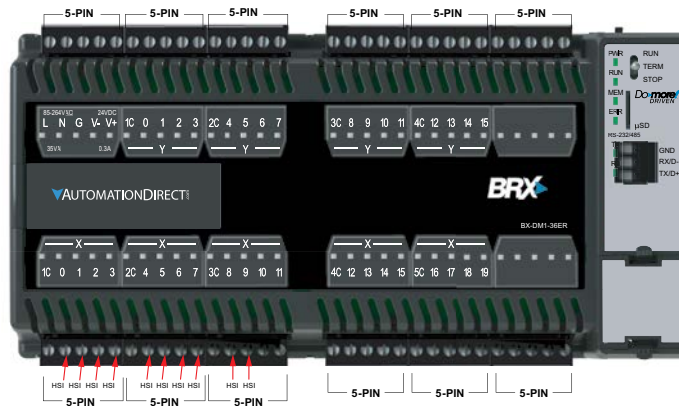 5-PIN 5-PIN 5-PIN 5-PIN 5-PIN
PWR RUN
TERM
RUN STOP
MEM Do-more!
DRIVEN
ERR
µSD
RS-232/485
GND
RX/D-
TX/D+
85-264V 24VDC
L N G V- V+ 1C 0 1 2 3 2C 4 5 6 7 3C 8 9 10 11 4C 12 13 14 15
0.3A Y Y Y Y
AUTOMATIONDIRECT.com
BRX
BX-DM1-36ER
X X X X X
1C 0 1 2 3 2C 4 5 6 7 3C 8 9 10 11 4C 12 13 14 15 5C 16 17 18 19
HSI HSI HSI HSI HSI HSI HSI HSI HSI HSI
5-PIN 5-PIN 5-PIN 5-PIN 5-PIN 5-PIN